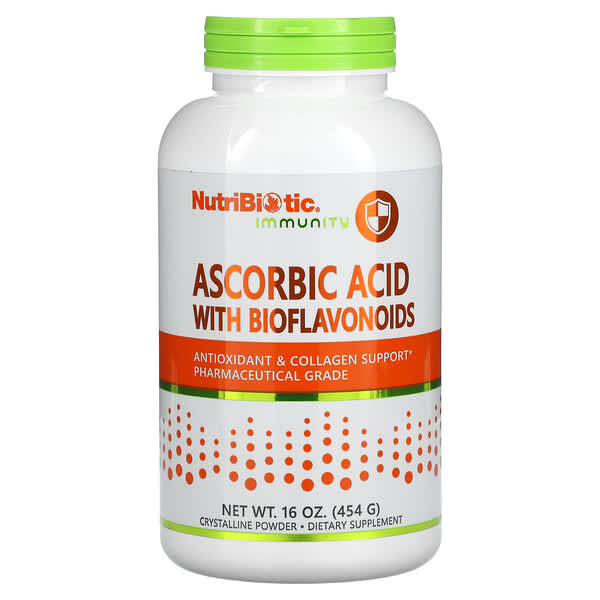 NutriBiotic®
immunity
ASCORBIC ACID
WITH BIOFLAVONOIDS
ANTIOXIDANT & COLLAGEN SUPPORT*
PHARMACEUTICAL GRADE
NET WT. 16 OZ. (454 G)
CRYSTALLINE POWDER • DIETARY SUPPLEMENT